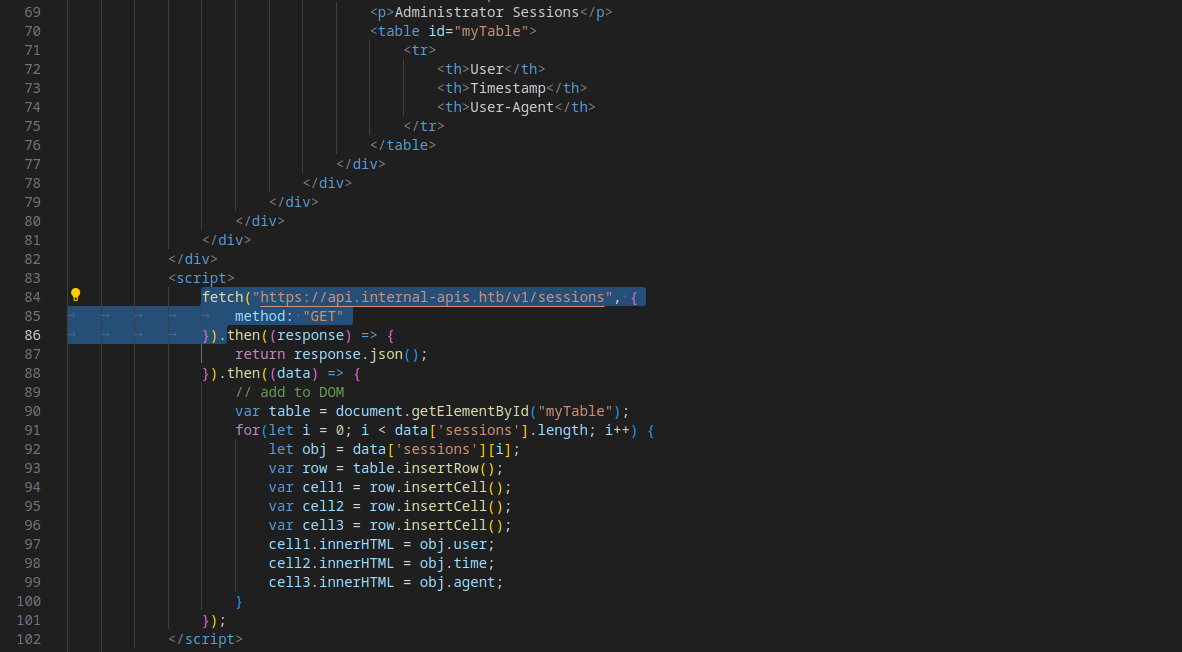 69 <p>Administrator Sessions</p>
70 <table id="myTable">
71 <tr>
72 <th>User</th>
73 <th>Timestamp</th>
74 <th>User-Agent</th>
75 </tr>
76 </table>
77 </div>
78 </div>
79 </div>
80 </div>
81 </div>
82 </div>
83 <script>
84 fetch("https://api.internal-apis.htb/v1/sessions", {
85 method: "GET"
86 }).then((response) => {
87 return response.json();
88 }).then((data) => {
89 // add to DOM
90 var table = document.getElementById("myTable");
91 for(let i = 0; i < data['sessions'].length; i++) {
92 let obj = data['sessions'][i];
93 var row = table.insertRow();
94 var cell1 = row.insertCell();
95 var cell2 = row.insertCell();
96 var cell3 = row.insertCell();
97 cell1.innerHTML = obj.user;
98 cell2.innerHTML = obj.time;
99 cell3.innerHTML = obj.agent;
100 }
101 });
102 </script>